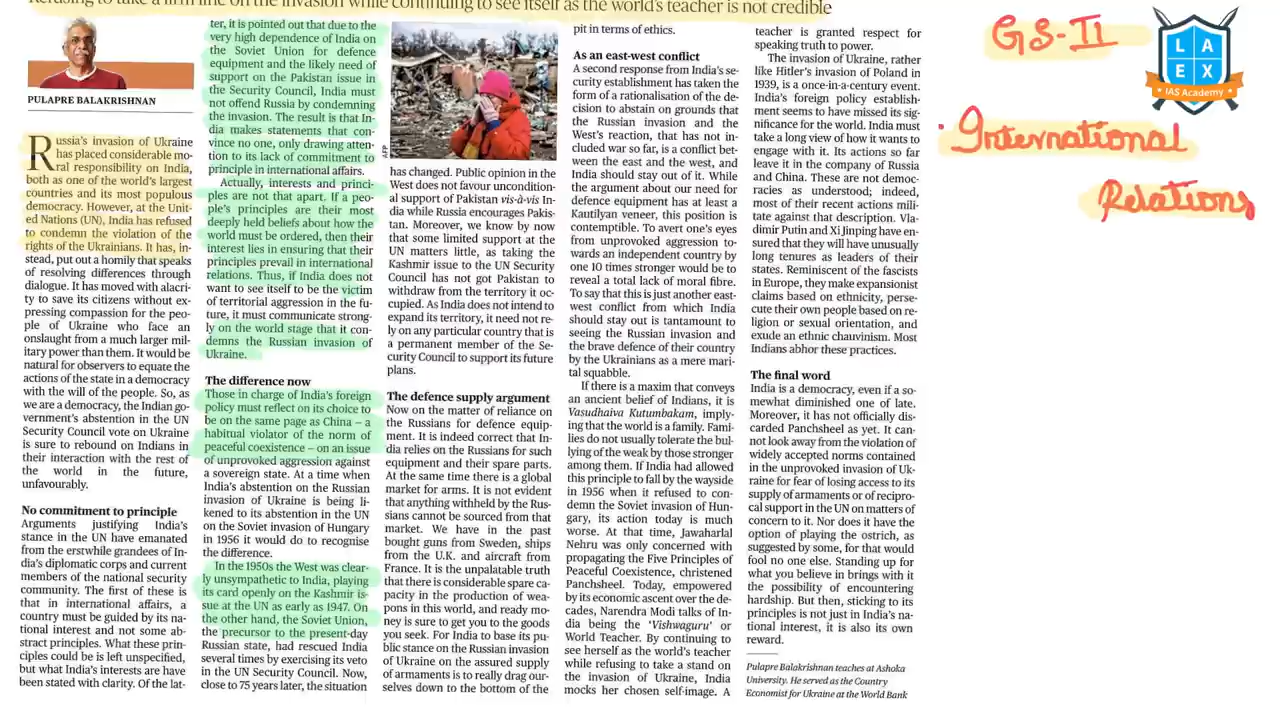 Refusing to take a firm line on the invasion while continuing to see itself as the world's teacher is not credible
PULAPRE BALAKRISHNAN
Russia's invasion of Ukraine
has placed considerable mo-
ral responsibility on India,
both as one of the world's largest
countries and its most populous
democracy. However, at the Unit-
ed Nations (UN), India has refused
to condemn the violation of the
rights of the Ukrainians. It has, in-
stead, put out a homily that speaks
of resolving differences through
dialogue. It has moved with alacri-
ty to save its citizens without ex-
pressing compassion for the peo-
ple of Ukraine who face an
onslaught from a much larger mil-
itary power than them. It would be
natural for observers to equate the
actions of the state in a democracy
with the will of the people. So, as
we are a democracy, the Indian go-
vernment's abstention in the UN
Security Council vote on Ukraine
is sure to rebound on Indians in
their interaction with the rest of
the world in the future,
unfavourably.
No commitment to principle
Arguments justifying India's
stance in the UN have emanated
from the erstwhile grandees of In-
dia's diplomatic corps and current
members of the national security
community. The first of these is
that in international affairs, a
country must be guided by its na-
tional interest and not some ab-
stract principles. What these prin-
ciples could be is left unspecified,
but what India's interests are have
been stated with clarity. Of the lat-
ter, it is pointed out that due to the
very high dependence of India on
the Soviet Union for defence
equipment and the likely need of
support on the Pakistan issue in
the Security Council, India must
not offend Russia by condemning
the invasion. The result is that In-
dia makes statements that con-
vince no one, only drawing atten-
tion to its lack of commitment to
principle in international affairs.
Actually, interests and princi-
ples are not that apart. If a peo-
ple's principles are their most
deeply held beliefs about how the
world must be ordered, then their
interest lies in ensuring that their
principles prevail in international
relations. Thus, if India does not
want to see itself to be the victim
of territorial aggression in the fu-
ture, it must communicate strong-
ly on the world stage that it con-
demns the Russian invasion of
Ukraine.
The difference now
Those in charge of India's foreign
policy must reflect on its choice to
be on the same page as China – a
habitual violator of the norm of
peaceful coexistence – on an issue
of unprovoked aggression against
a sovereign state. At a time when
India's abstention on the Russian
invasion of Ukraine is being li-
kened to its abstention in the UN
on the Soviet invasion of Hungary
in 1956 it would do to recognise
the difference.
In the 1950s the West was clear-
ly unsympathetic to India, playing
its card openly on the Kashmir is-
sue at the UN as early as 1947. On
the other hand, the Soviet Union,
the precursor to the present-day
Russian state, had rescued India
several times by exercising its veto
in the UN Security Council. Now,
close to 75 years later, the situation
AFP
has changed. Public opinion in the
West does not favour uncondition-
al support of Pakistan vis-à-vis In-
dia while Russia encourages Pakis-
tan. Moreover, we know by now
that some limited support at the
UN matters little, as taking the
Kashmir issue to the UN Security
Council has not got Pakistan to
withdraw from the territory it oc-
cupied. As India does not intend to
expand its territory, it need not re-
ly on any particular country that is
a permanent member of the Se-
curity Council to support its future
plans.
The defence supply argument
Now on the matter of reliance on
the Russians for defence equip-
ment. It is indeed correct that In-
dia relies on the Russians for such
equipment and their spare parts.
At the same time there is a global
market for arms. It is not evident
that anything withheld by the Rus-
sians cannot be sourced from that
market. We have in the past
bought guns from Sweden, ships
from the U.K. and aircraft from
France. It is the unpalatable truth
that there is considerable spare ca-
pacity in the production of wea-
pons in this world, and ready mo-
ney is sure to get you to the goods
you seek. For India to base its pu-
blic stance on the Russian invasion
of Ukraine on the assured supply
of armaments is to really drag our-
selves down to the bottom of the
pit in terms of ethics.
As an east-west conflict
A second response from India's se-
curity establishment has taken the
form of a rationalisation of the de-
cision to abstain on grounds that
the Russian invasion and the
West's reaction, that has not in-
cluded war so far, is a conflict bet-
ween the east and the west, and
India should stay out of it. While
the argument about our need for
defence equipment has at least a
Kautilyan veneer, this position is
contemptible. To avert one's eyes
from unprovoked aggression to-
wards an independent country by
one 10 times stronger would be to
reveal a total lack of moral fibre.
To say that this is just another east-
west conflict from which India
should stay out is tantamount to
seeing the Russian invasion and
the brave defence of their country
by the Ukrainians as a mere mari-
tal squabble.
If there is a maxim that conveys
an ancient belief of Indians, it is
Vasudhaiva Kutumbakam, imply-
ing that the world is a family. Fami-
lies do not usually tolerate the bul-
lying of the weak by those stronger
among them. If India had allowed
this principle to fall by the wayside
in 1956 when it refused to con-
demn the Soviet invasion of Hun-
gary, its action today is much
worse. At that time, Jawaharlal
Nehru was only concerned with
propagating the Five Principles of
Peaceful Coexistence, christened
Panchsheel. Today, empowered
by its economic ascent over the de-
cades, Narendra Modi talks of In-
dia being the 'Vishwaguru' or
World Teacher. By continuing to
see herself as the world's teacher
while refusing to take a stand on
the invasion of Ukraine, India
mocks her chosen self-image. A
teacher is granted respect for
speaking truth to power.
The invasion of Ukraine, rather
like Hitler's invasion of Poland in
1939, is a once-in-a-century event.
India's foreign policy establish-
ment seems to have missed its sig-
nificance for the world. India must
take a long view of how it wants to
engage with it. Its actions so far
leave it in the company of Russia
and China. These are not democ-
racies as understood; indeed,
most of their recent actions mili-
tate against that description. Vla-
dimir Putin and Xi Jinping have en-
sured that they will have unusually
long tenures as leaders of their
states. Reminiscent of the fascists
in Europe, they make expansionist
claims based on ethnicity, perse-
cute their own people based on re-
ligion or sexual orientation, and
exude an ethnic chauvinism. Most
Indians abhor these practices.
The final word
India is a democracy, even if a so-
mewhat diminished one of late.
Moreover, it has not officially dis-
carded Panchsheel as yet. It can-
not look away from the violation of
widely accepted norms contained
in the unprovoked invasion of Uk-
raine for fear of losing access to its
supply of armaments or of recipro-
cal support in the UN on matters of
concern to it. Nor does it have the
option of playing the ostrich, as
suggested by some, for that would
fool no one else. Standing up for
what you believe in brings with it
the possibility of encountering
hardship. But then, sticking to its
principles is not just in India's na-
tional interest, it is also its own
reward.
Pulapre Balakrishnan teaches at Ashoka
University. He served as the Country
Economist for Ukraine at the World Bank
GS-II
International
Relations
LAEX
IAS Academy